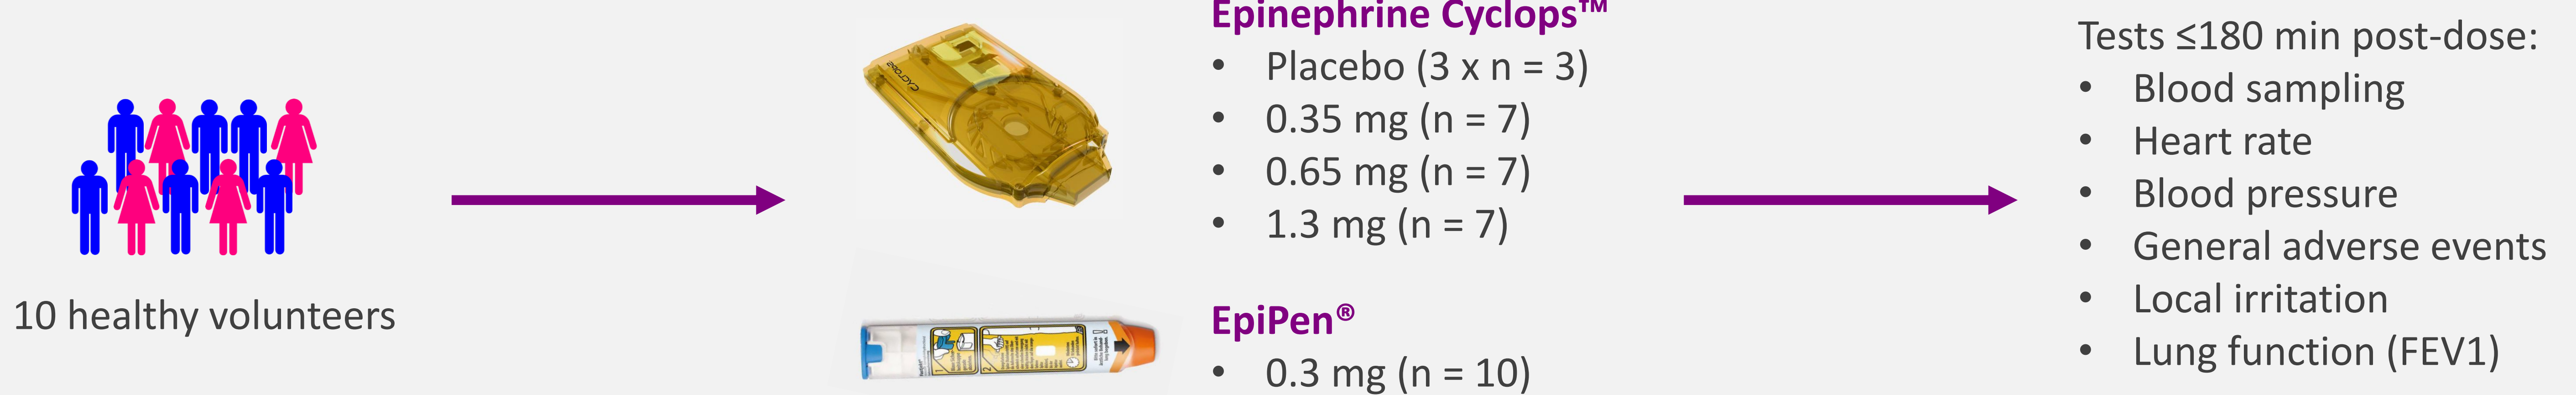 10 healthy volunteers
CYCLOPS
Epinephrine Cyclops™
• Placebo (3 x n = 3)
• 0.35 mg (n = 7)
• 0.65 mg (n = 7)
• 1.3 mg (n = 7)
EpiPen®
• 0.3 mg (n = 10)
Tests ≤180 min post-dose:
• Blood sampling
• Heart rate
• Blood pressure
• General adverse events
• Local irritation
• Lung function (FEV1)